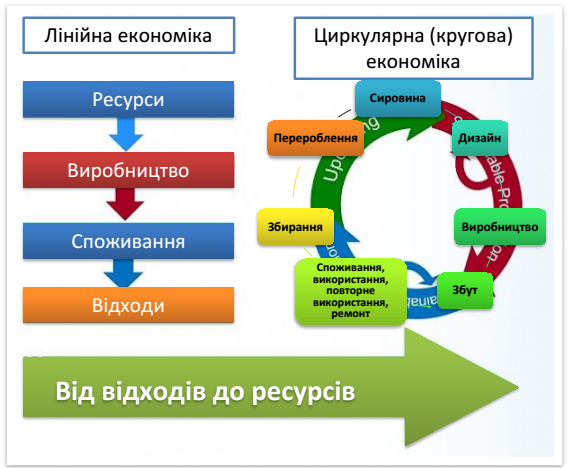 Лінійна економіка
Ресурси
Виробництво
Споживання
Відходи
Циркулярна (кругова)
економіка
Сировина
Дизайн
Виробництво
Збут
Споживання,
використання,
повторне
використання,
ремонт
Збирання
Перероблення
Від відходів до ресурсів